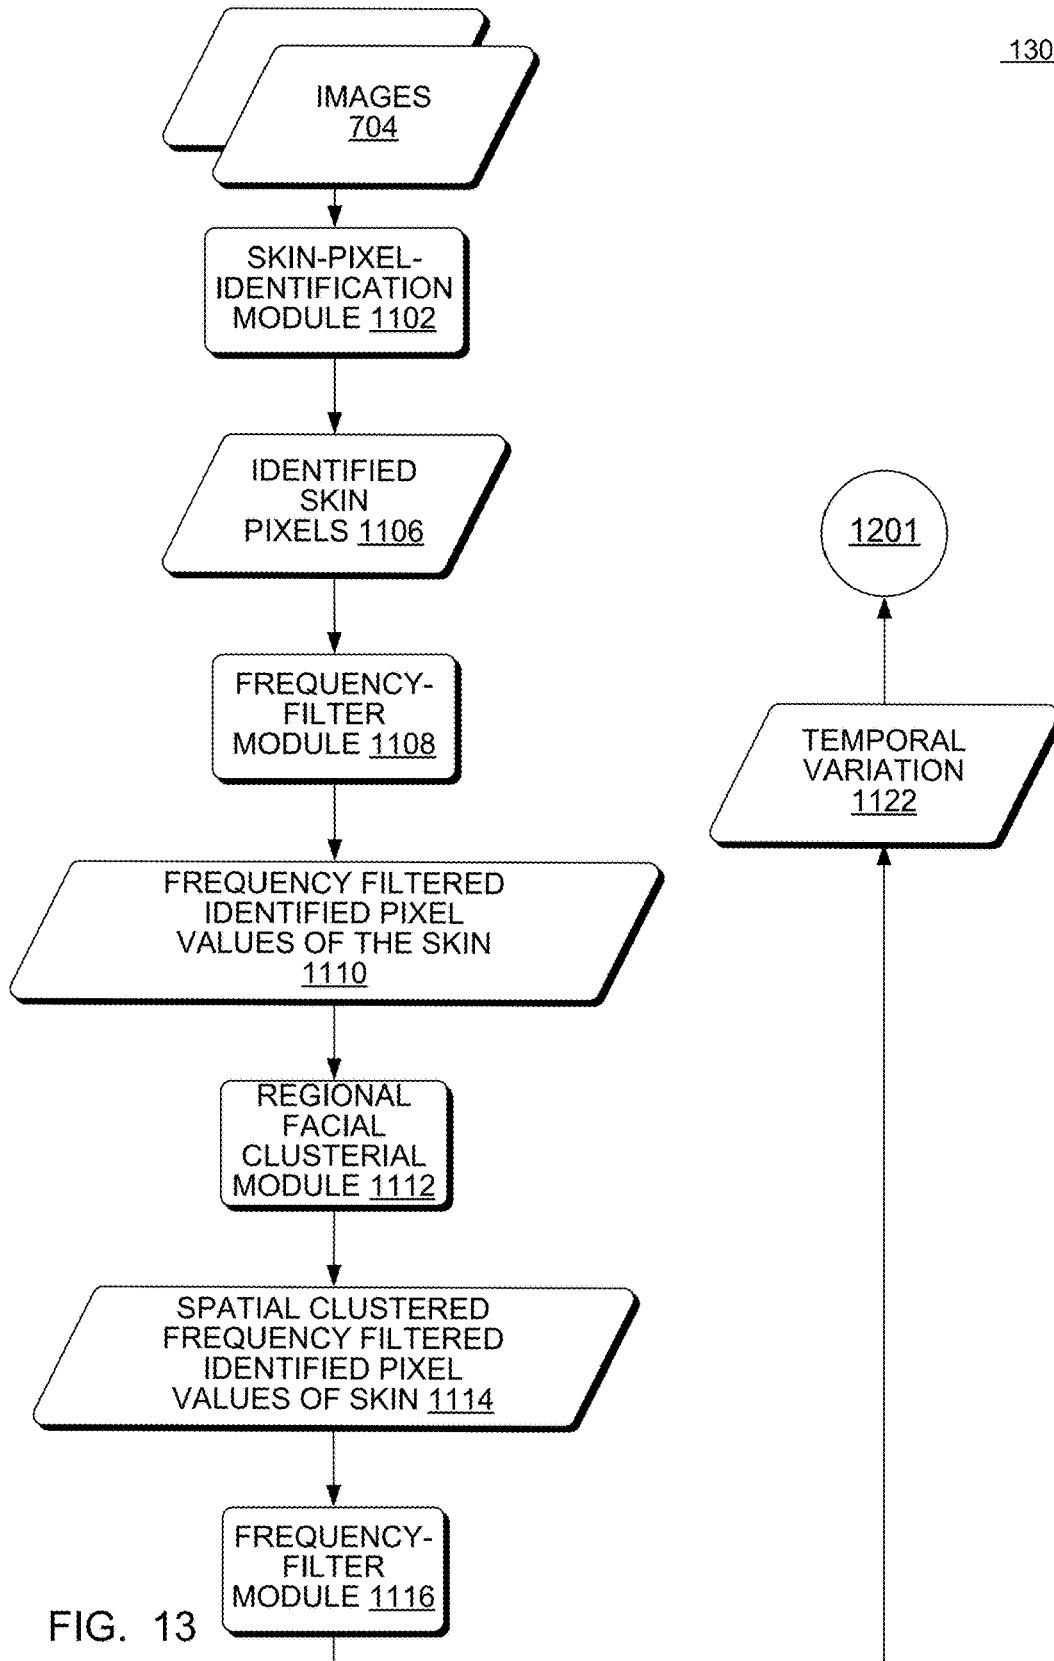 130
IMAGES
704
SKIN-PIXEL-
IDENTIFICATION
MODULE 1102
IDENTIFIED
SKIN
PIXELS 1106
FREQUENCY-
FILTER
MODULE 1108
FREQUENCY FILTERED
IDENTIFIED PIXEL
VALUES OF THE SKIN
1110
REGIONAL
FACIAL
CLUSTERIAL
MODULE 1112
SPATIAL CLUSTERED
FREQUENCY FILTERED
IDENTIFIED PIXEL
VALUES OF SKIN 1114
FREQUENCY-
FILTER
MODULE 1116
1201
TEMPORAL
VARIATION
1122
FIG. 13